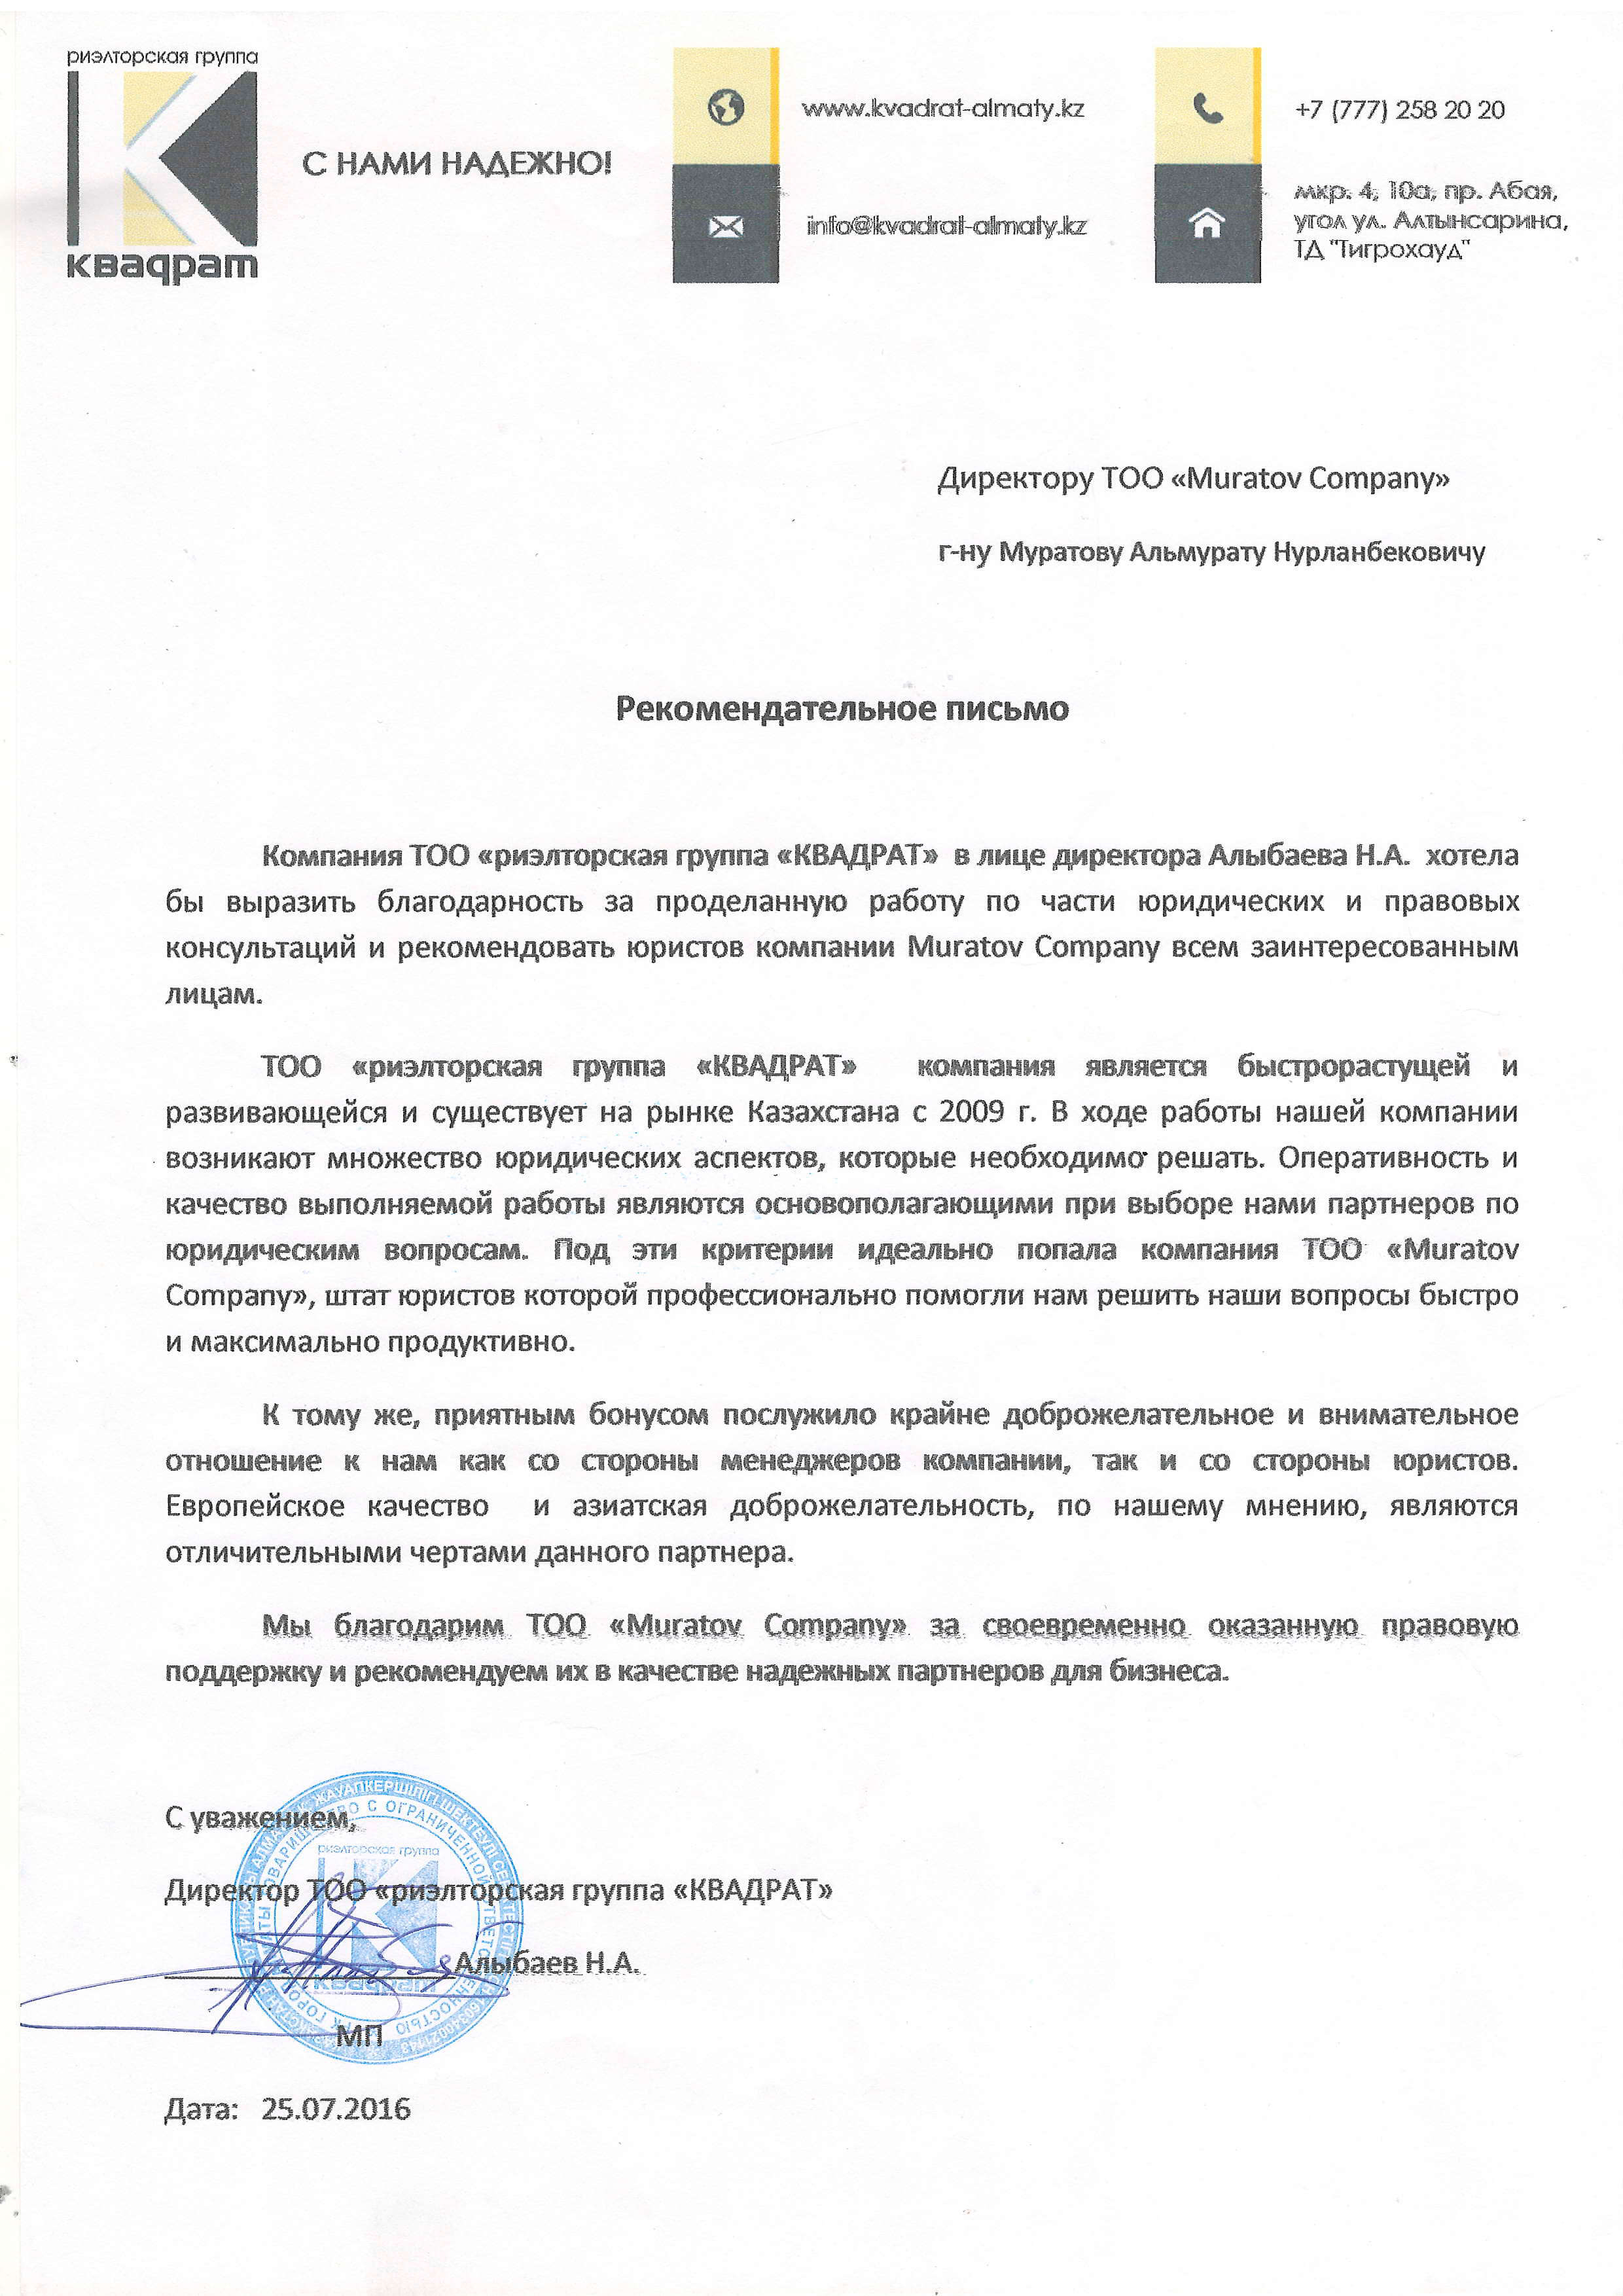 риэлторская группа
квадрат
С НАМИ НАДЕЖНО!
www.kvadrat-almaty.kz
info@kvadrat-almaty.kz
+7 (777) 258 20 20
мкр. 4, 10а, пр. Абая,
угол ул. Алтынсарина,
ТД "Тигрохауд"
Директору ТОО «Muratov Company»
г-ну Муратову Альмурату Нурланбековичу
Рекомендательное письмо
Компания ТОО «риэлторская группа «КВАДРАТ» в лице директора Алыбаева Н.А. хотела
бы выразить благодарность за проделанную работу по части юридических и правовых
консультаций и рекомендовать юристов компании Muratov Company всем заинтересованным
лицам.
ТОО «риэлторская группа «КВАДРАТ» компания является быстрорастущей и
развивающейся и существует на рынке Казахстана с 2009 г. В ходе работы нашей компании
возникают множество юридических аспектов, которые необходимо решать. Оперативность и
качество выполняемой работы являются основополагающими при выборе нами партнеров по
юридическим вопросам. Под эти критерии идеально попала компания ТОО «Muratov
Company», штат юристов которой профессионально помогли нам решить наши вопросы быстро
и максимально продуктивно.
К тому же, приятным бонусом послужило крайне доброжелательное и внимательное
отношение к нам как со стороны менеджеров компании, так и со стороны юристов.
Европейское качество и азиатская доброжелательность, по нашему мнению, являются
отличительными чертами данного партнера.
Мы благодарим ТОО «Muratov Company» за своевременно оказанную правовую
поддержку и рекомендуем их в качестве надежных партнеров для бизнеса.
С уважением,
Директор ТОО «риэлторская группа «КВАДРАТ»
Алыбаев Н.А.
МП
Дата: 25.07.2016
ЖАУАПКЕРШІЛІГІ ШЕКТЕУЛІ
С ОГРАНИЧЕННОЙ
риэлторская группа
квадрат